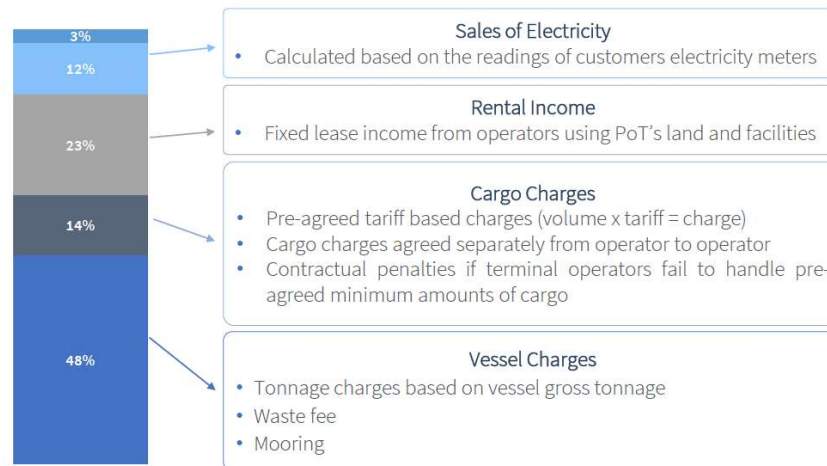 3%
12%
23%
14%
48%
Sales of Electricity
• Calculated based on the readings of customers electricity meters
Rental Income
• Fixed lease income from operators using PoT's land and facilities
Cargo Charges
• Pre-agreed tariff based charges (volume x tariff = charge)
• Cargo charges agreed separately from operator to operator
• Contractual penalties if terminal operators fail to handle pre-
agreed minimum amounts of cargo
Vessel Charges
• Tonnage charges based on vessel gross tonnage
• Waste fee
• Mooring